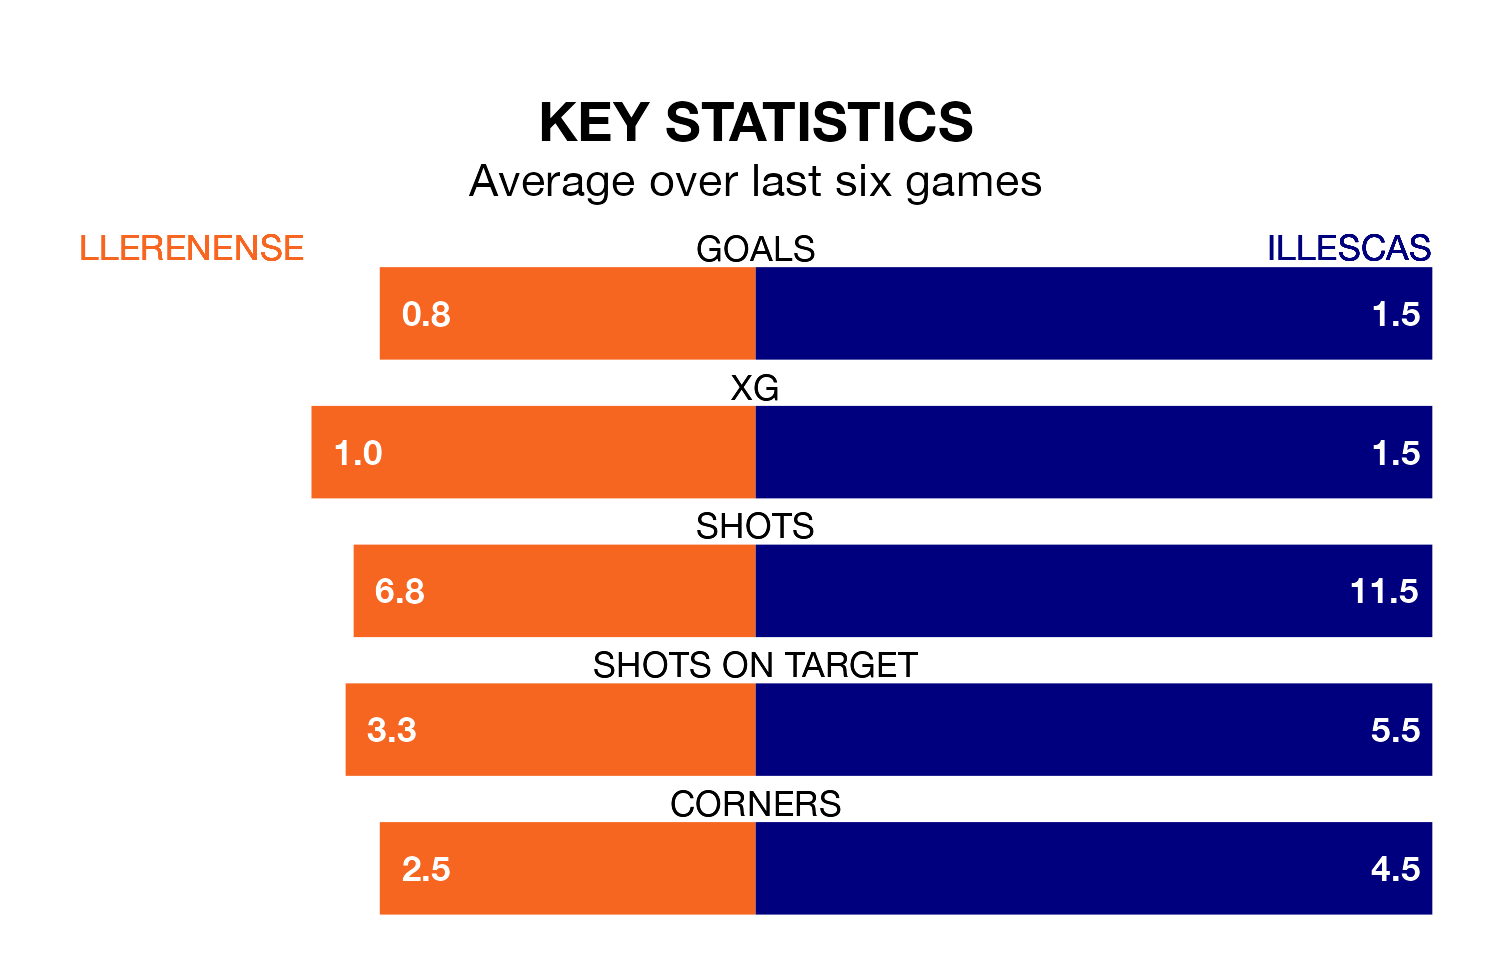 KEY STATISTICS
Average over last six games
LLERENENSE GOALS ILLESCAS
0.8 1.5
XG
1.0 1.5
SHOTS
6.8 11.5
SHOTS ON TARGET
3.3 5.5
CORNERS
2.5 4.5